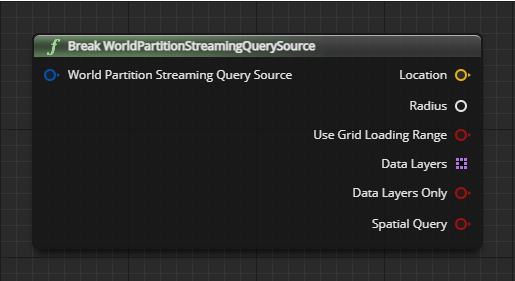 f Break WorldPartitionStreamingQuerySource
World Partition Streaming Query Source
Location
Radius
Use Grid Loading Range
Data Layers
Data Layers Only
Spatial Query